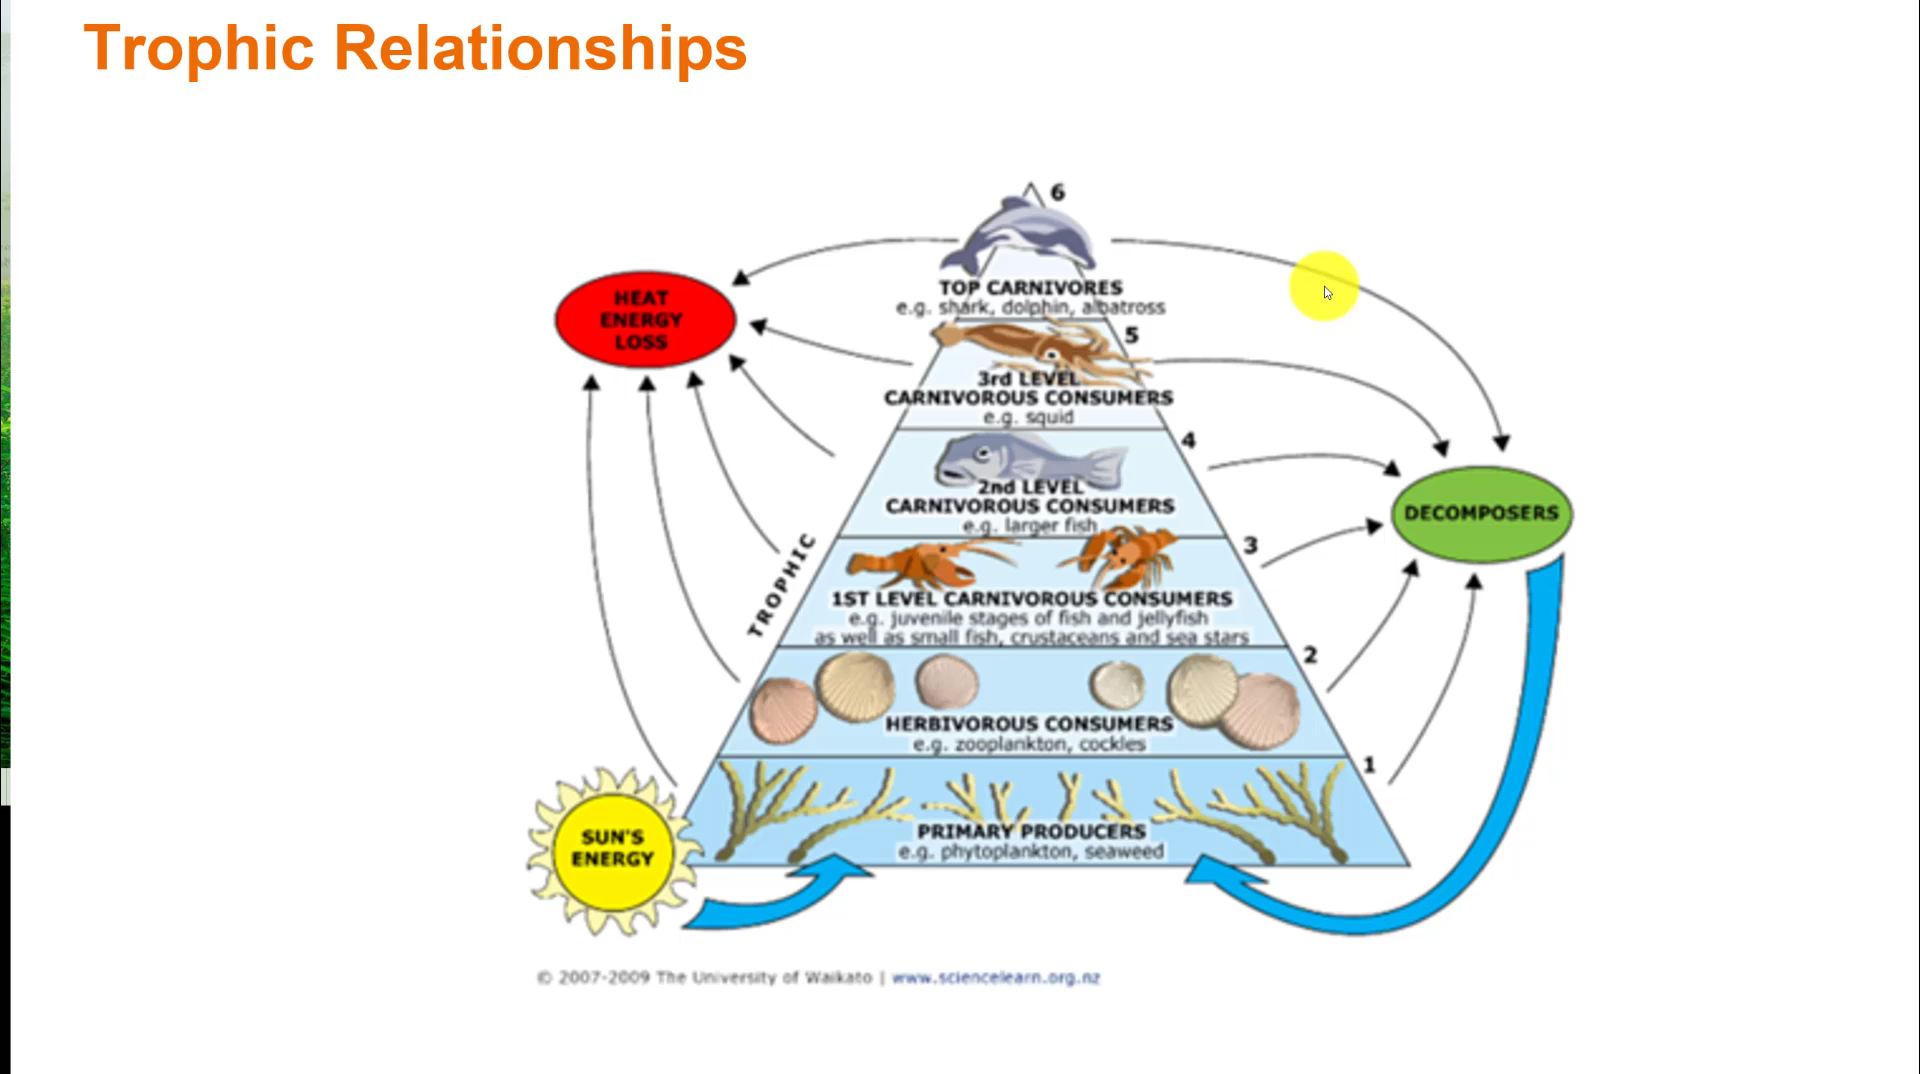 Trophic Relationships
6
TOP CARNIVORES
e.g. shark, dolphin, albatross
HEAT
ENERGY
LOSS
5
3rd LEVEL
CARNIVOROUS CONSUMERS
e.g. squid
4
2nd LEVEL
CARNIVOROUS CONSUMERS
e.g. larger fish
DECOMPOSERS
TROPHIC
3
1ST LEVEL CARNIVOROUS CONSUMERS
e.g. juvenile stages of fish and jellyfish
as well as small fish, crustaceans and sea stars
2
HERBIVOROUS CONSUMERS
e.g. zooplankton, cockles
1
PRIMARY PRODUCERS
e.g. phytoplankton, seaweed
SUN'S
ENERGY
© 2007-2009 The University of Waikato | www.sciencelearn.org.nz